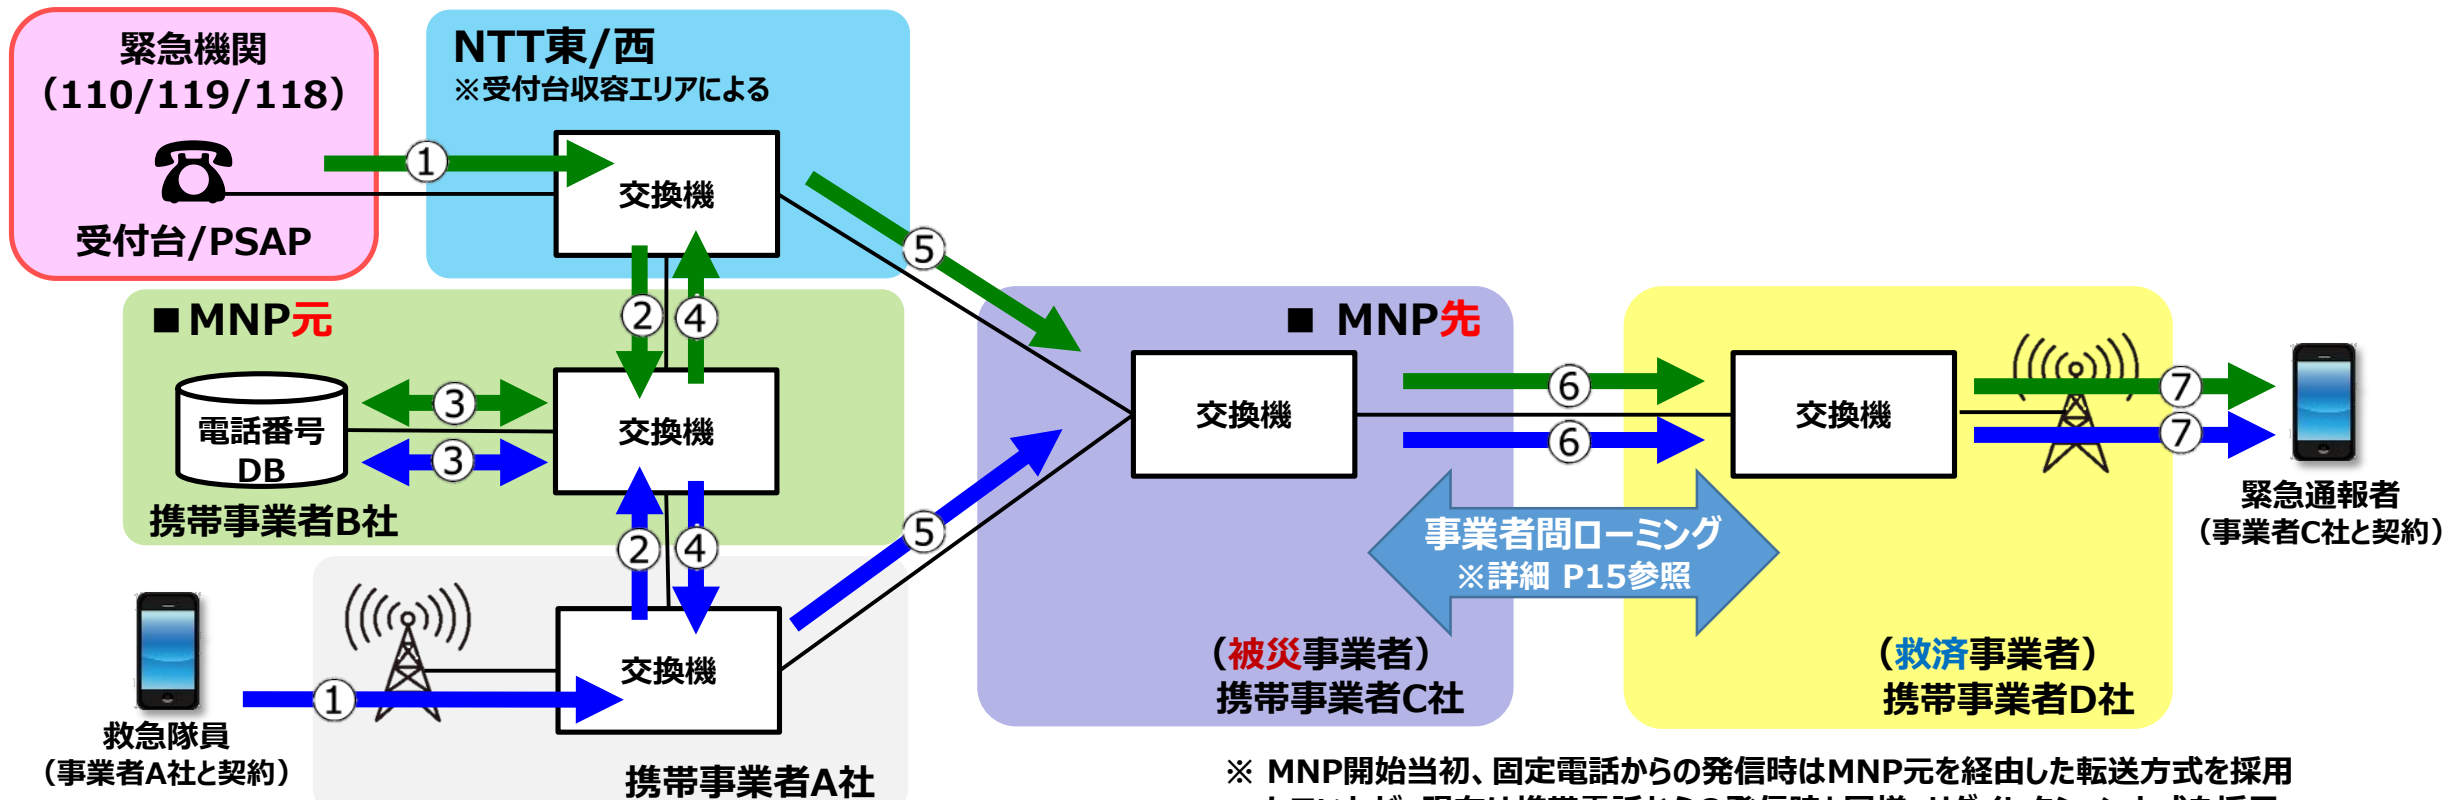 緊急機関
（110/119/118）
受付台/PSAP
NTT東/西
※受付台収容エリアによる
交換機
①
⑤
②
④
■MNP元
電話番号
DB
③
③
交換機
携帯事業者B社
②
④
⑤
救急隊員
（事業者A社と契約）
①
交換機
携帯事業者A社
■ MNP先
交換機
（被災事業者）
携帯事業者C社
⑥
⑥
事業者間ローミング
※詳細 P15参照
交換機
（救済事業者）
携帯事業者D社
⑦
⑦
緊急通報者
（事業者C社と契約）
※ MNP開始当初、固定電話からの発信時はMNP元を経由した転送方式を採用